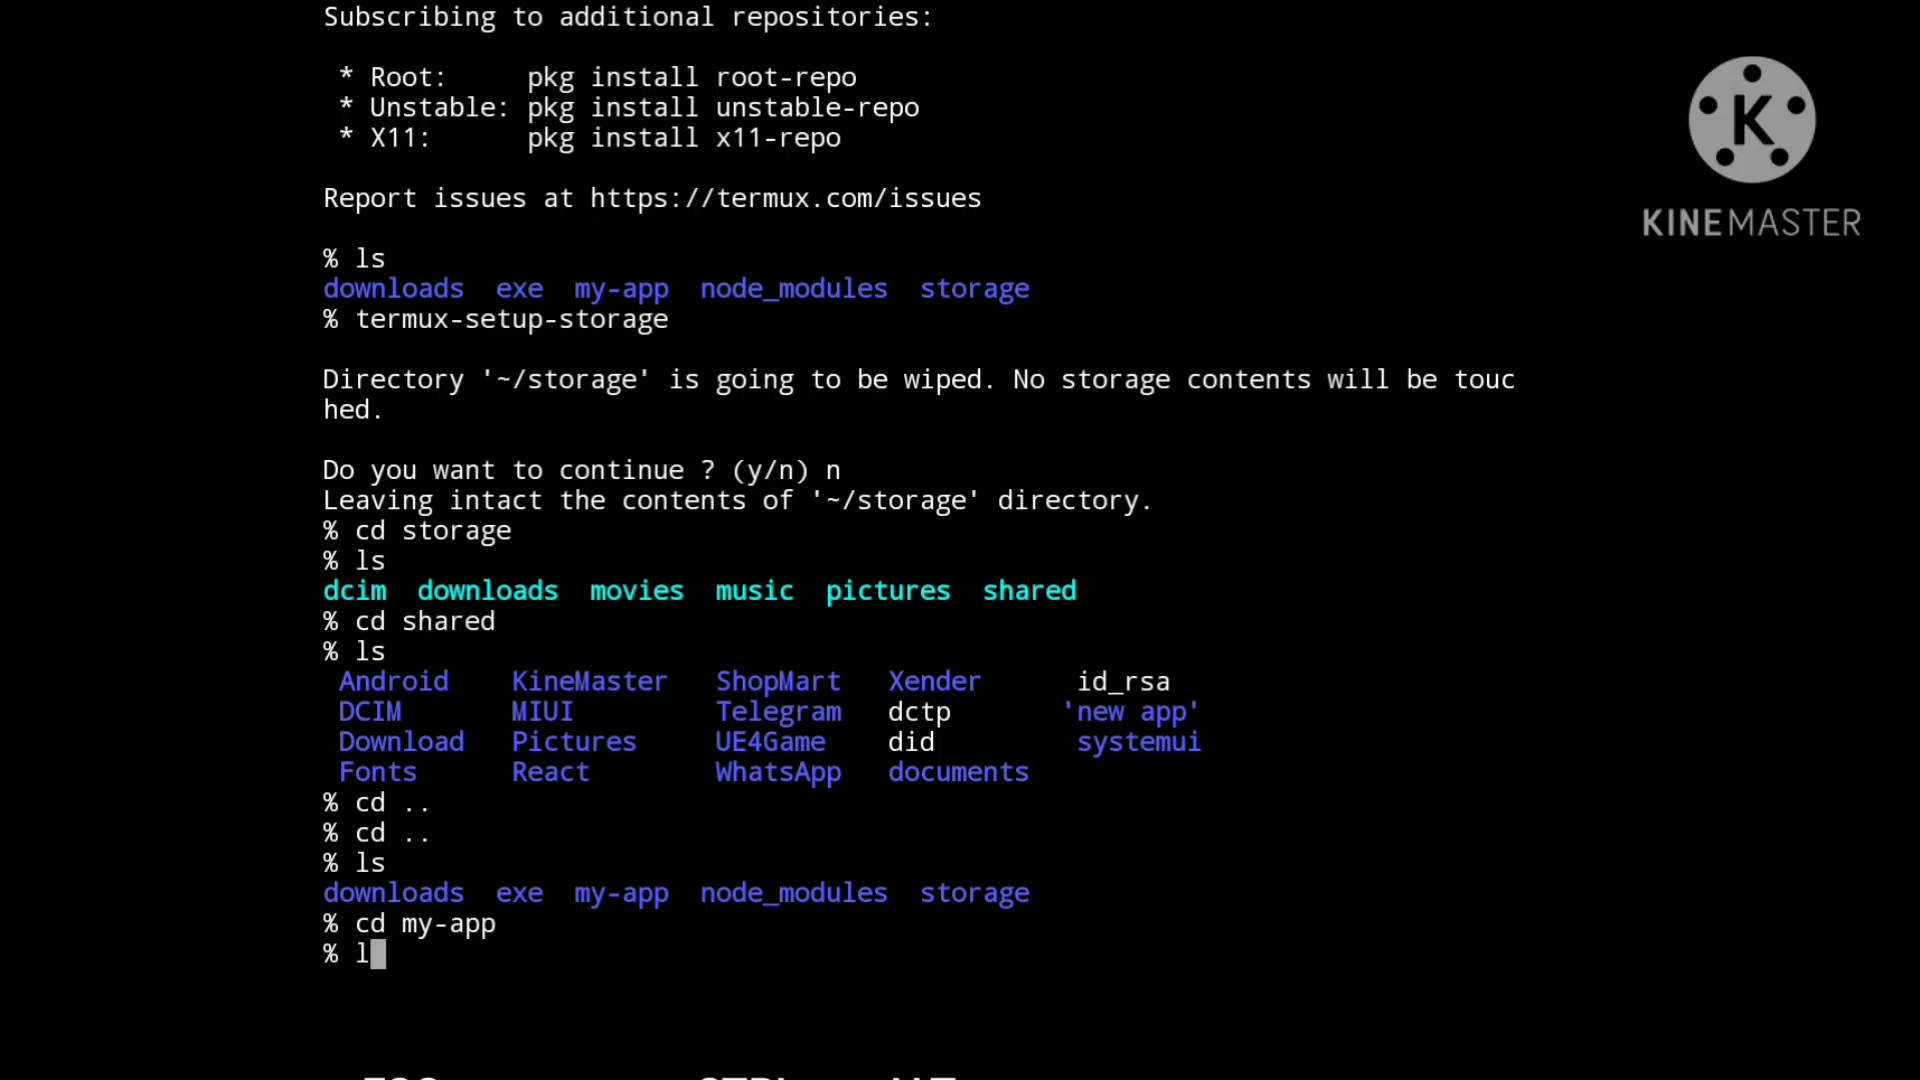 Subscribing to additional repositories:
* Root:     pkg install root-repo
* Unstable: pkg install unstable-repo
* X11:      pkg install x11-repo
Report issues at https://termux.com/issues
% ls
downloads  exe  my-app  node_modules  storage
% termux-setup-storage
Directory '~/storage' is going to be wiped. No storage contents will be touc
hed.
Do you want to continue ? (y/n) n
Leaving intact the contents of '~/storage' directory.
% cd storage
% ls
dcim  downloads  movies  music  pictures  shared
% cd shared
% ls
Android    KineMaster   ShopMart   Xender      id_rsa
DCIM       MIUI         Telegram   dctp       'new app'
Download   Pictures     UE4Game    did         systemui
Fonts      React        WhatsApp   documents
% cd ..
% cd ..
% ls
downloads  exe  my-app  node_modules  storage
% cd my-app
% l
K
KINEMASTER